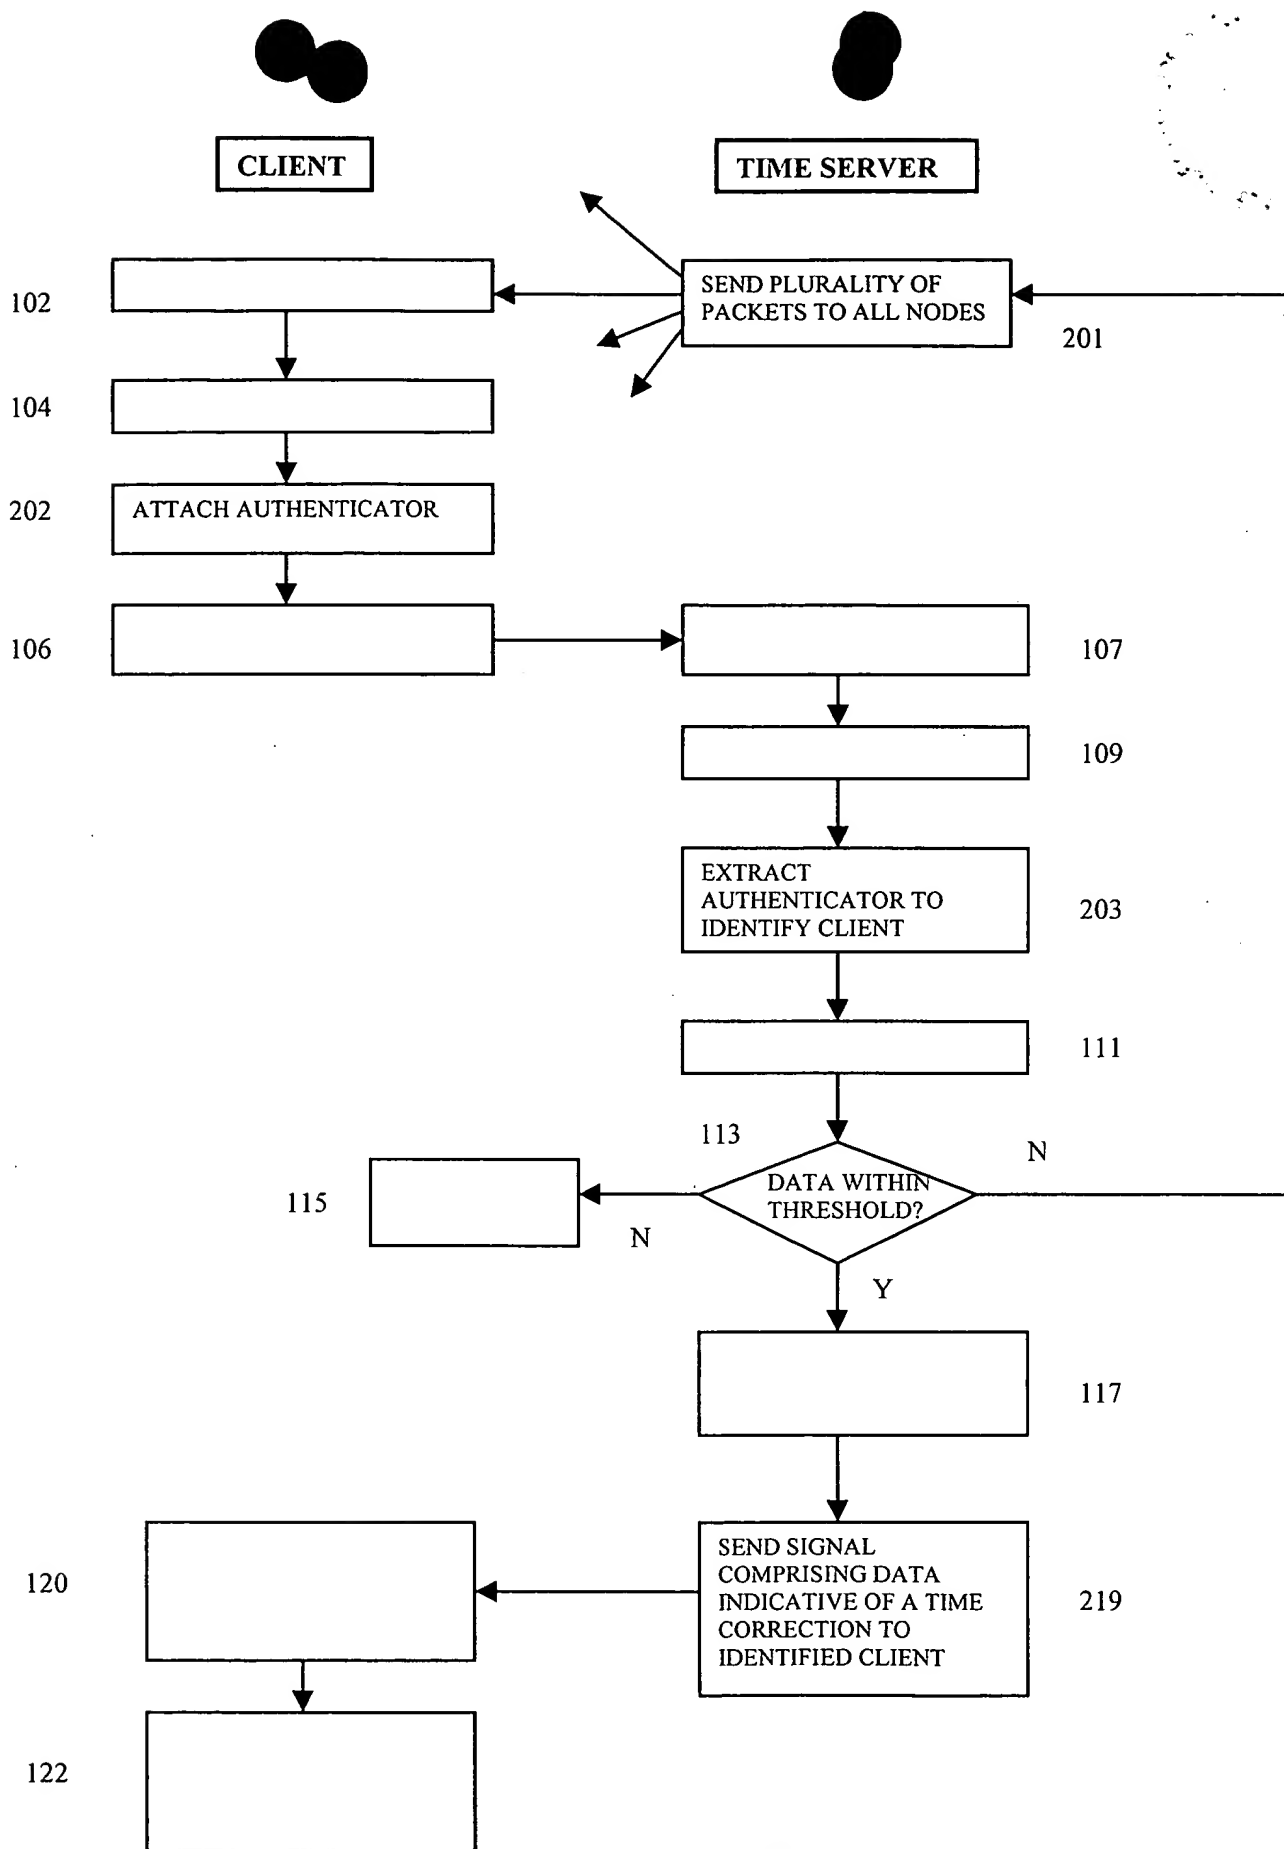 CLIENT
TIME SERVER
102
SEND PLURALITY OF
PACKETS TO ALL NODES
201
104
202
ATTACH AUTHENTICATOR
106
107
109
EXTRACT
AUTHENTICATOR TO
IDENTIFY CLIENT
203
111
113
N
DATA WITHIN
THRESHOLD?
115
N
Y
117
120
SEND SIGNAL
COMPRISING DATA
INDICATIVE OF A TIME
CORRECTION TO
IDENTIFIED CLIENT
219
122